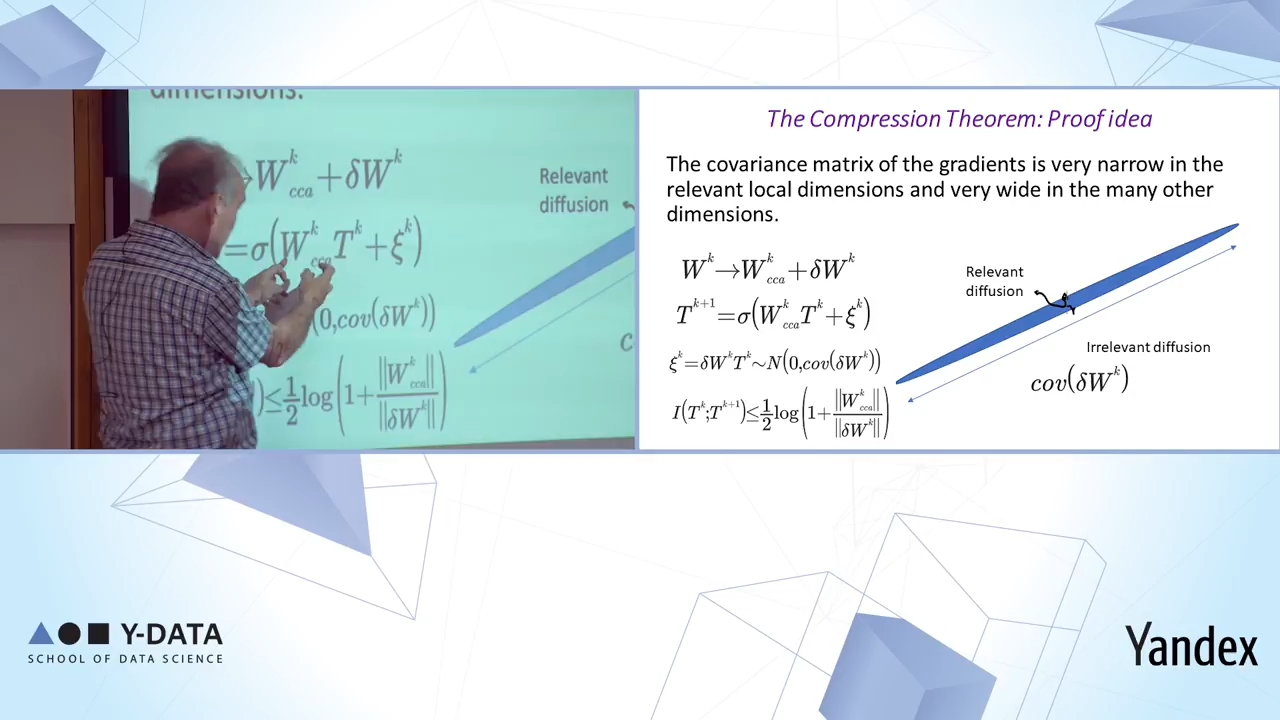 dimensions.
→W^k_cca+δW^k
=σ(W^k_cca T^k+ξ^k)
(0,cov(δW^k))
)≤1/2 log(1+||W^k_cca||/||δW^k||)
Relevant
diffusion
c
The Compression Theorem: Proof idea
The covariance matrix of the gradients is very narrow in the
relevant local dimensions and very wide in the many other
dimensions.
W^k→W^k_cca+δW^k
T^k+1=σ(W^k_cca T^k+ξ^k)
ξ^k=δW^kT^k~N(0,cov(δW^k))
I(T^k;T^k+1)≤1/2 log(1+||W^k_cca||/||δW^k||)
Relevant
diffusion
Irrelevant diffusion
cov(δW^k)
Y-DATA
SCHOOL OF DATA SCIENCE
Yandex